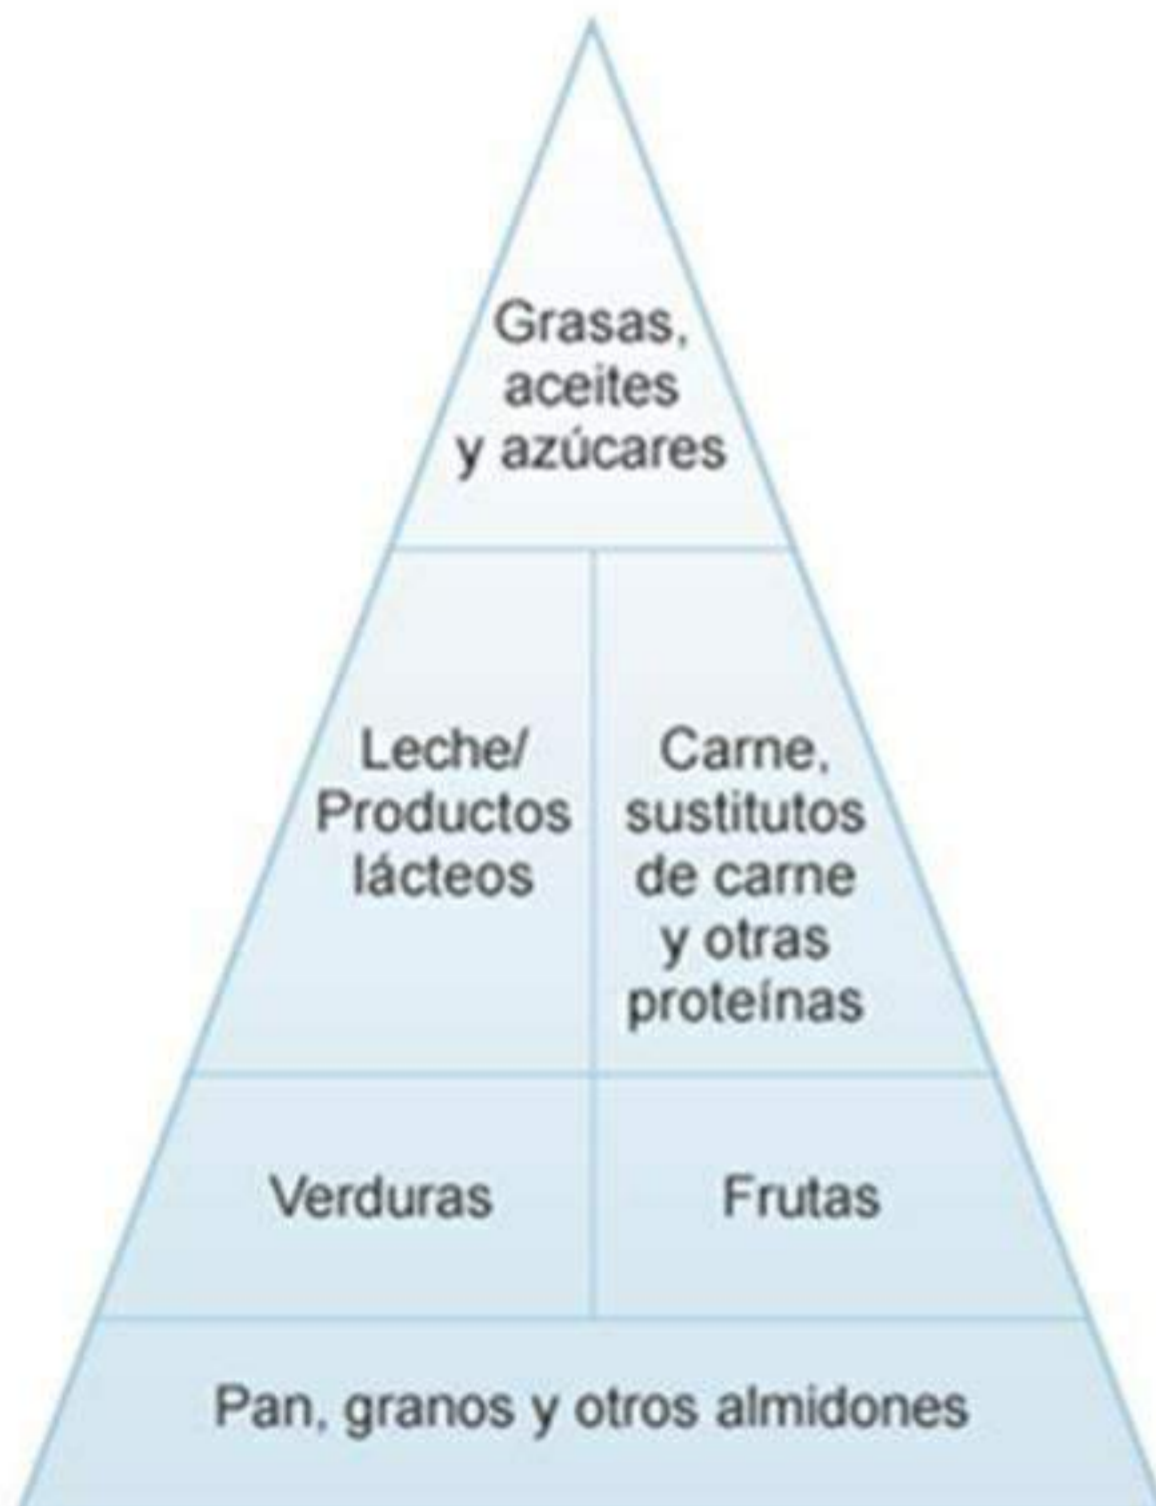 Grasas,
aceites
y azúcares
Leche/
Productos
lácteos
Carne,
sustitutos
de carne
y otras
proteínas
Verduras
Frutas
Pan, granos y otros almidones